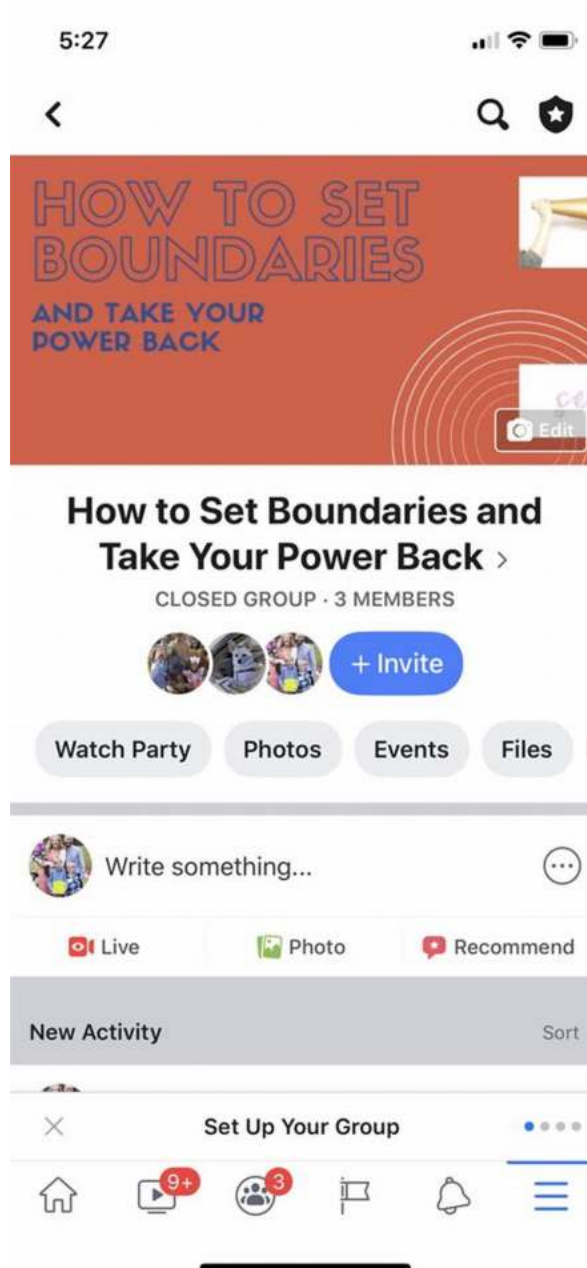 5:27
HOW TO SET
BOUNDARIES
AND TAKE YOUR
POWER BACK
Edit
How to Set Boundaries and
Take Your Power Back
CLOSED GROUP · 3 MEMBERS
+ Invite
Watch Party Photos Events Files
Write something...
Live Photo Recommend
New Activity Sort
Set Up Your Group
9+ 3